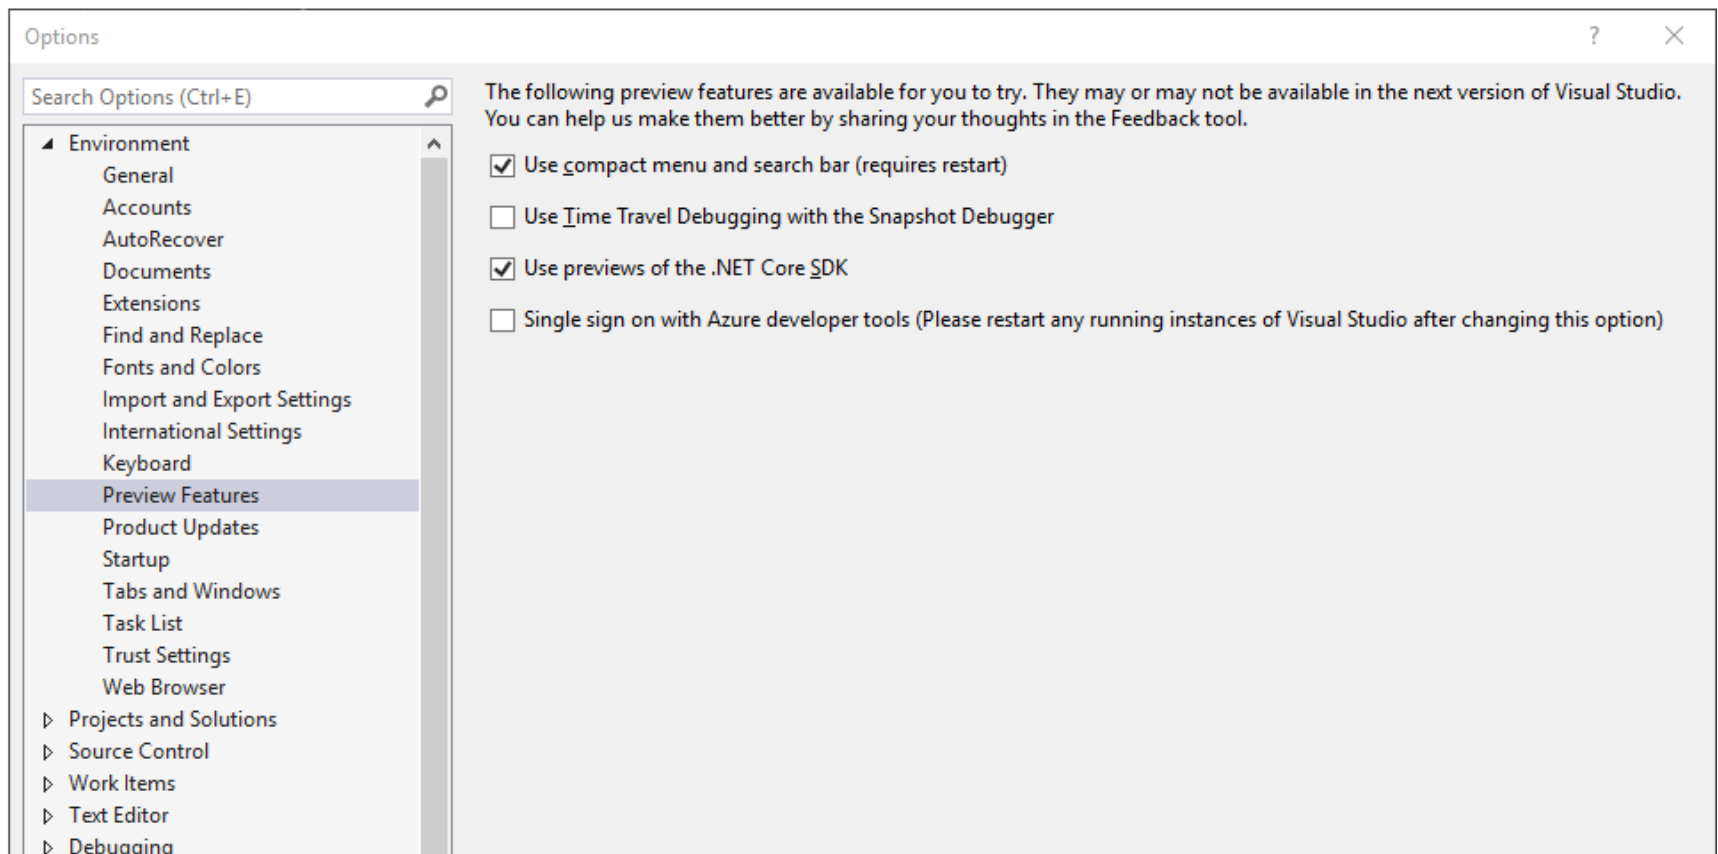 Options
?
Search Options (Ctrl+E)
Environment
General
Accounts
AutoRecover
Documents
Extensions
Find and Replace
Fonts and Colors
Import and Export Settings
International Settings
Keyboard
Preview Features
Product Updates
Startup
Tabs and Windows
Task List
Trust Settings
Web Browser
Projects and Solutions
Source Control
Work Items
Text Editor
Debugging
The following preview features are available for you to try. They may or may not be available in the next version of Visual Studio.
You can help us make them better by sharing your thoughts in the Feedback tool.
Use compact menu and search bar (requires restart)
Use Time Travel Debugging with the Snapshot Debugger
Use previews of the .NET Core SDK
Single sign on with Azure developer tools (Please restart any running instances of Visual Studio after changing this option)